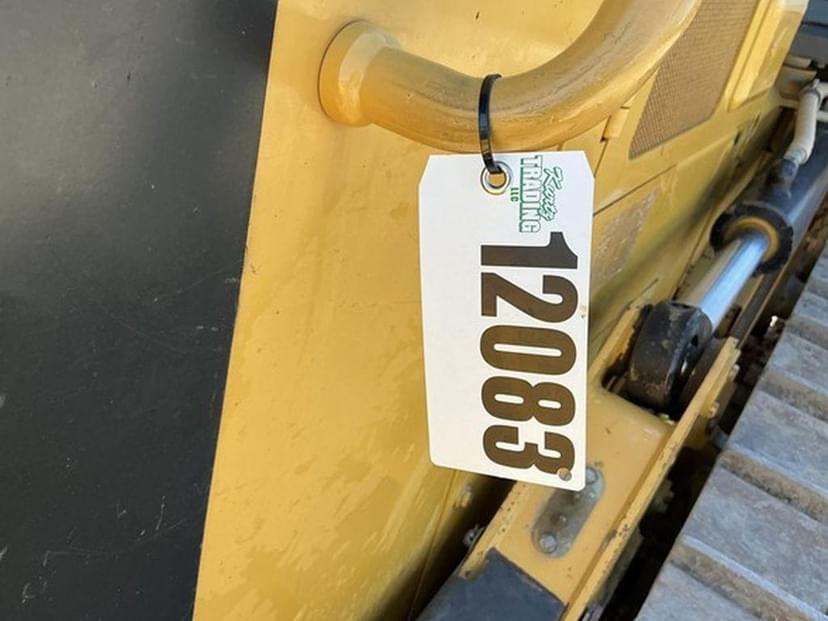 Kurtz
TRADING
LLC
12083